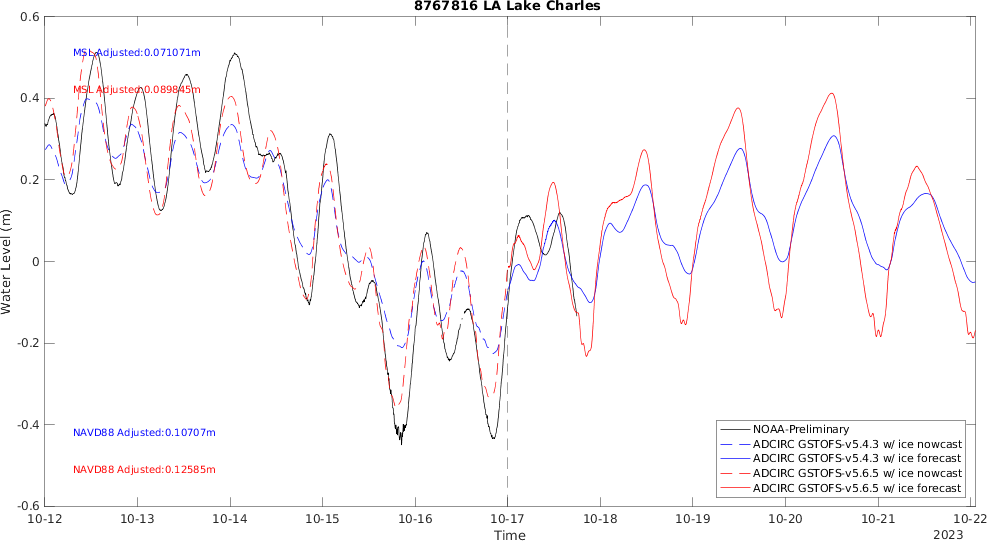 8767816 LA Lake Charles
0.6
0.4
0.2
0
-0.2
-0.4
-0.6
Water Level (m)
MSL Adjusted:0.071071m
MSL Adjusted:0.089845m
NAVD88 Adjusted:0.10707m
NAVD88 Adjusted:0.12585m
NOAA-Preliminary
ADCIRC GSTOFS-v5.4.3 w/ ice nowcast
ADCIRC GSTOFS-v5.4.3 w/ ice forecast
ADCIRC GSTOFS-v5.6.5 w/ ice nowcast
ADCIRC GSTOFS-v5.6.5 w/ ice forecast
10-12 10-13 10-14 10-15 10-16 10-17 10-18 10-19 10-20 10-21 10-22
Time
2023